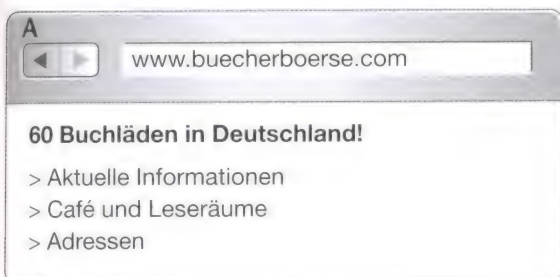 A
www.buecherboerse.com
60 Buchläden in Deutschland!
> Aktuelle Informationen
> Café und Leseräume
> Adressen